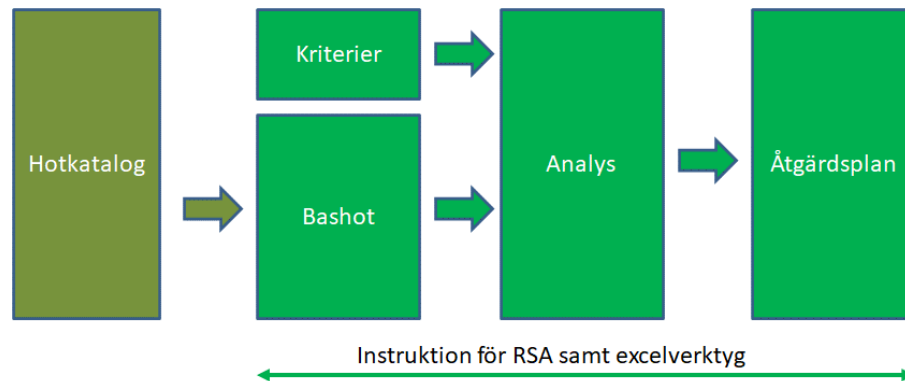 Hotkatalog
Kriterier
Bashot
Analys
Åtgärdsplan
Instruktion för RSA samt excelverktyg